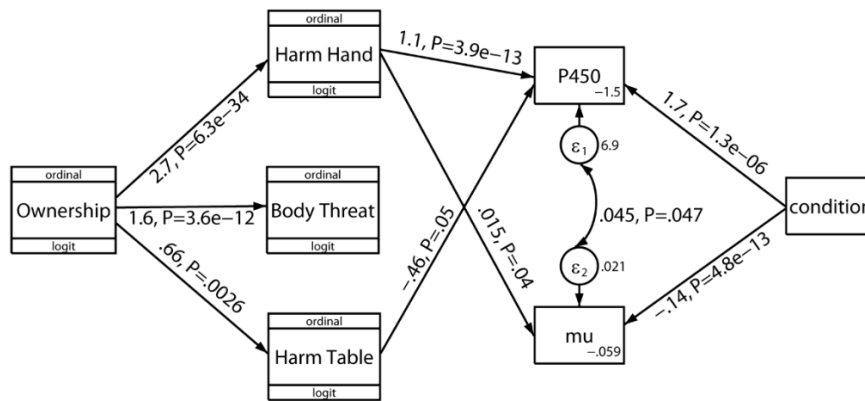 ordinal
Harm Hand
logit
1.1, P=3.9e−13
P450
−1.5
2.7, P=6.3e−34
1.7, P=1.3e−06
ε1
6.9
ordinal
Ownership
logit
1.6, P=3.6e−12
ordinal
Body Threat
logit
−.46, P=.05
.015, P=.04
.045, P=.047
condition
.66, P=.0026
ε2
.021
−.14, P=4.8e−13
ordinal
Harm Table
logit
mu
−.059